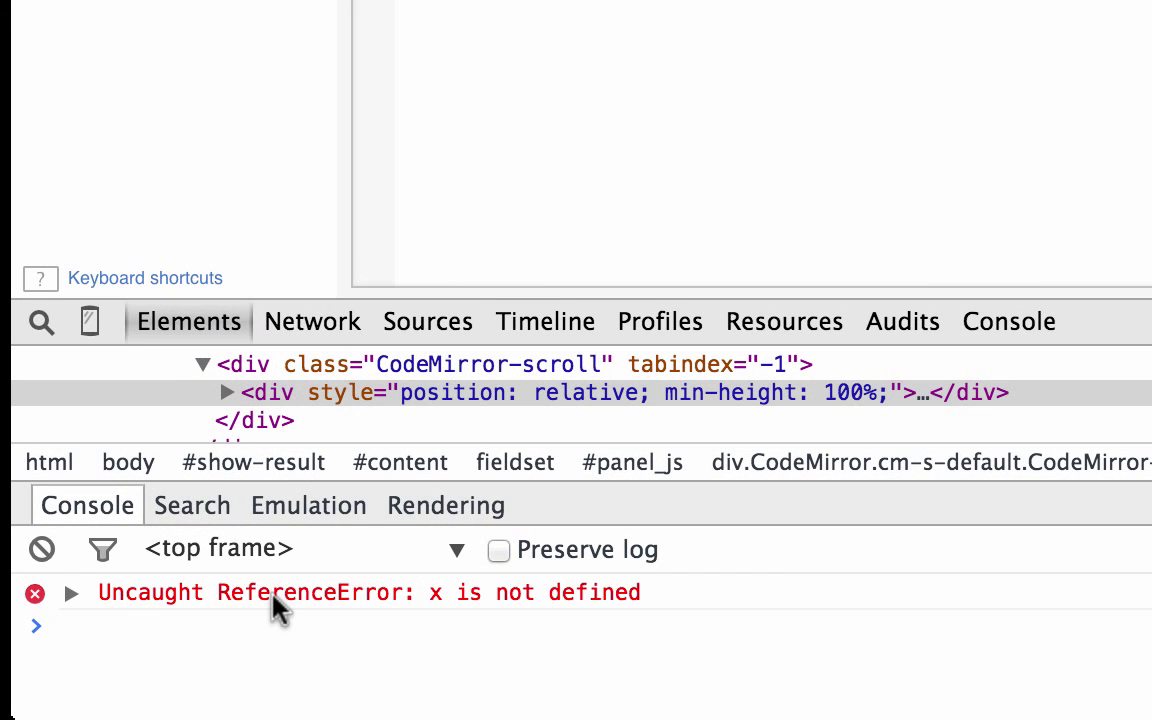 ? Keyboard shortcuts
Elements Network Sources Timeline Profiles Resources Audits Console
<div class="CodeMirror-scroll" tabindex="-1">
<div style="position: relative; min-height: 100%;">…</div>
</div>
html body #show-result #content fieldset #panel_js div.CodeMirror.cm-s-default.CodeMirror-
Console Search Emulation Rendering
<top frame> Preserve log
Uncaught ReferenceError: x is not defined
>